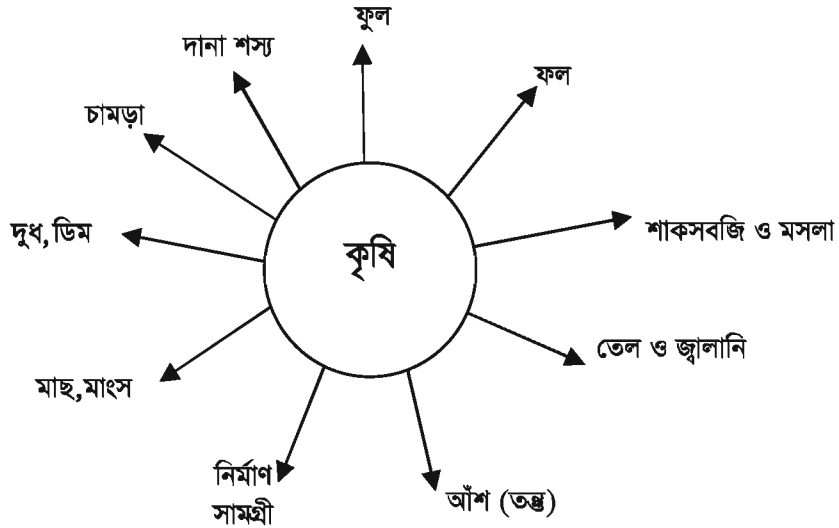 ফুল
দানা শস্য
ফল
চামড়া
দুধ, ডিম
কৃষি
শাকসবজি ও মসলা
তেল ও জ্বালানি
মাছ, মাংস
নির্মাণ
সামগ্রী
আঁশ (তন্তু)